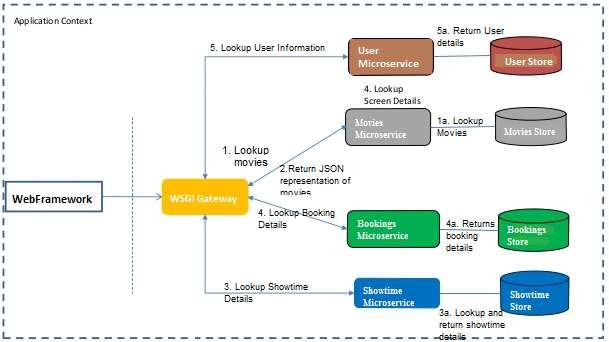 Application Context
5. Lookup User Information
User
Microservice
5a. Return User
details
User Store
4. Lookup
Screen Details
Movies
Microservice
1a. Lookup
Movies
Movies Store
1. Lookup
movies
2.Return JSON
representation of
movies
WebFramework
WSGI Gateway
4. Lookup Booking
Details
Bookings
Microservice
4a. Returns
booking
details
Bookings
Store
3. Lookup Showtime
Details
Showtime
Microservice
3a. Lookup and
return showtime
details
Showtime
Store